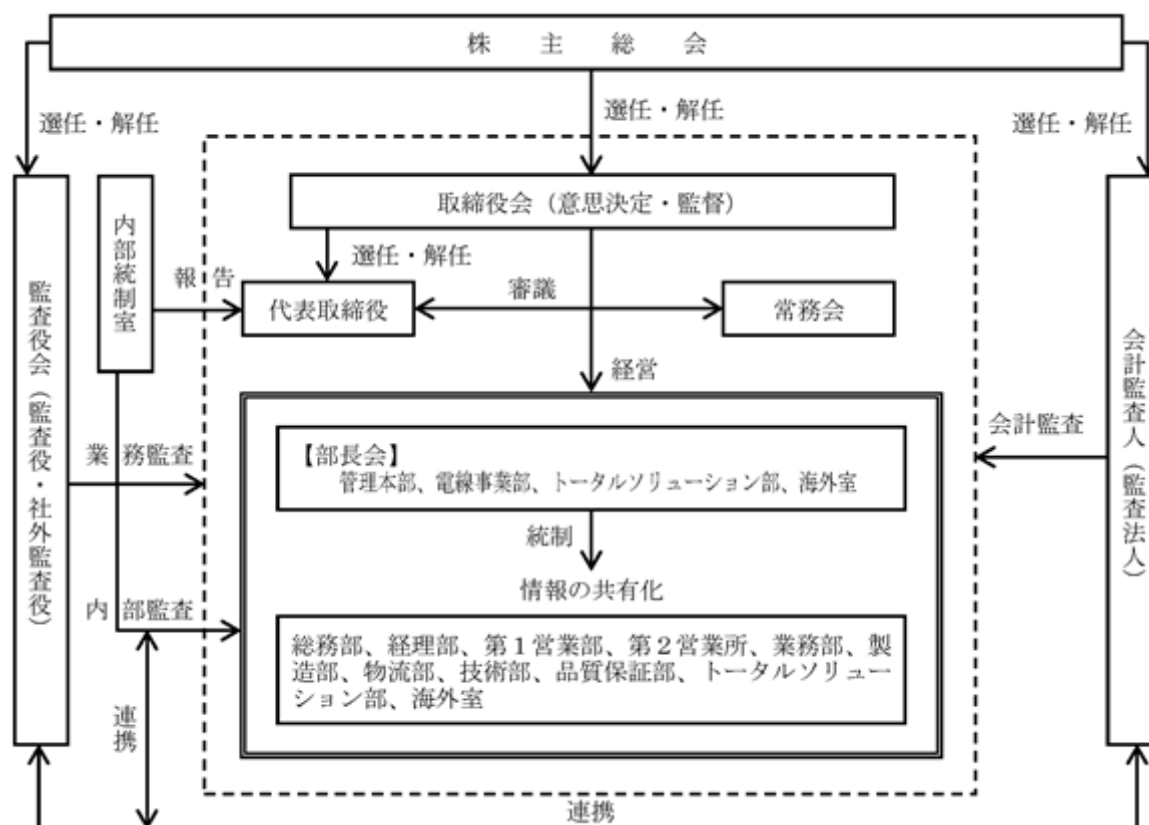 株主総会
選任・解任
選任・解任
選任・解任
取締役会（意思決定・監督）
選任・解任
内部統制室
報告
代表取締役
審議
常務会
監査役会（監査役・社外監査役）
会計監査人（監査法人）
経営
業務監査
会計監査
【部長会】
管理本部、電線事業部、トータルソリューション部、海外室
統制
情報の共有化
内部監査
総務部、経理部、第１営業部、第２営業所、業務部、製
造部、物流部、技術部、品質保証部、トータルソリュー
ション部、海外室
連携
連携